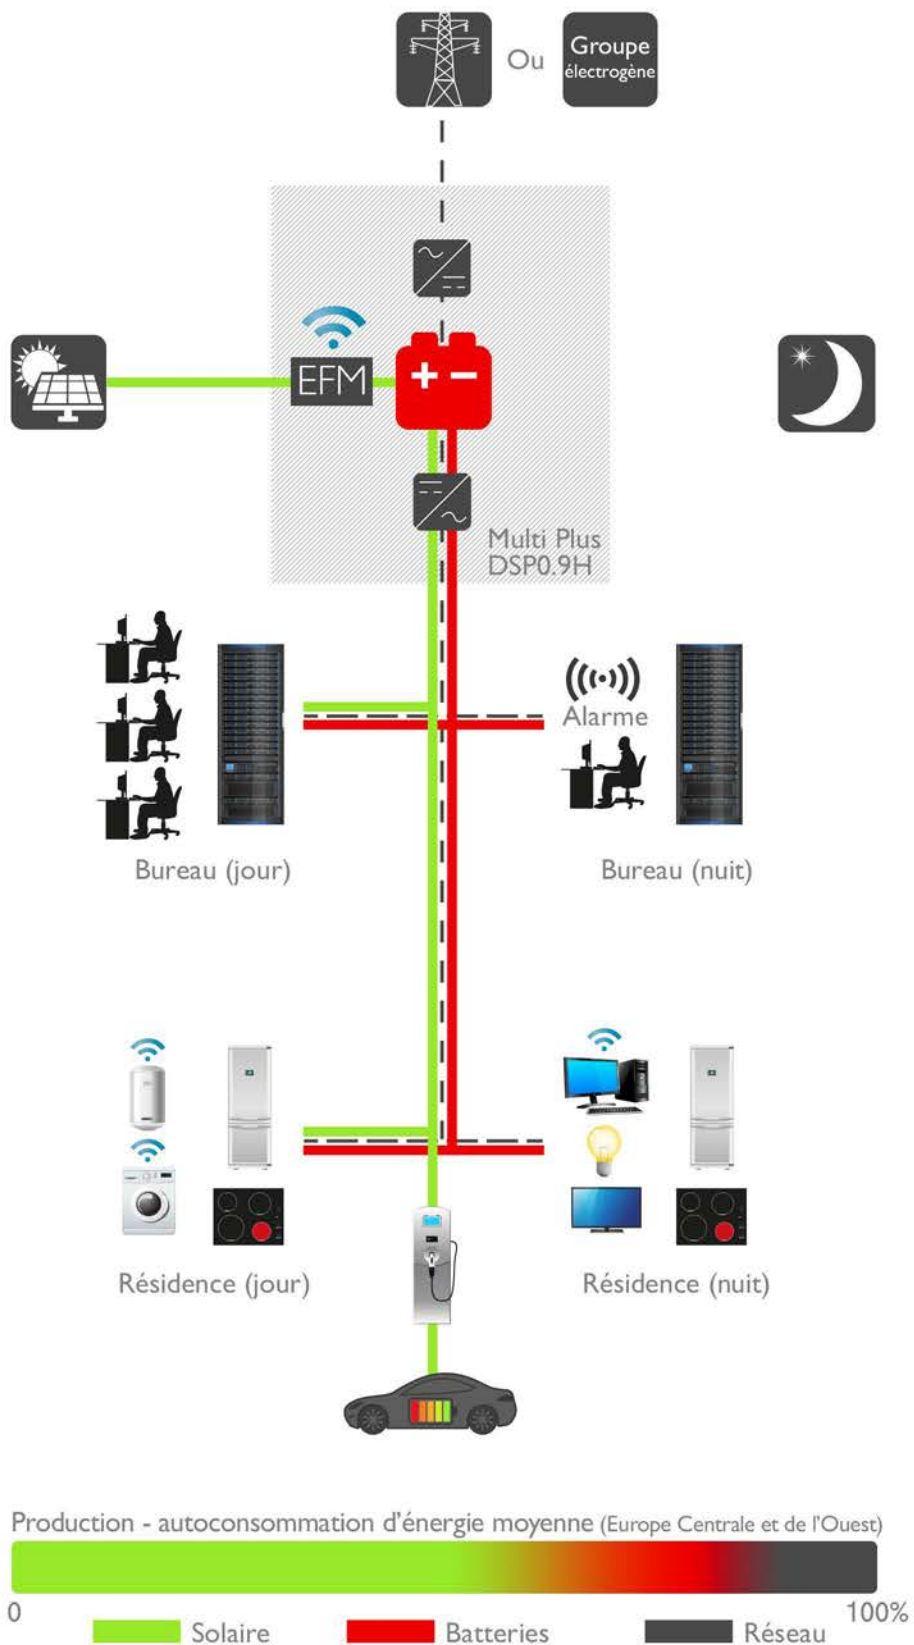 Ou
Groupe
électrogène
EFM
+ −
Multi Plus
DSP0.9H
Alarme
Bureau (jour)
Bureau (nuit)
Résidence (jour)
Résidence (nuit)
Production - autoconsommation d'énergie moyenne (Europe Centrale et de l'Ouest)
0
100%
Solaire
Batteries
Réseau